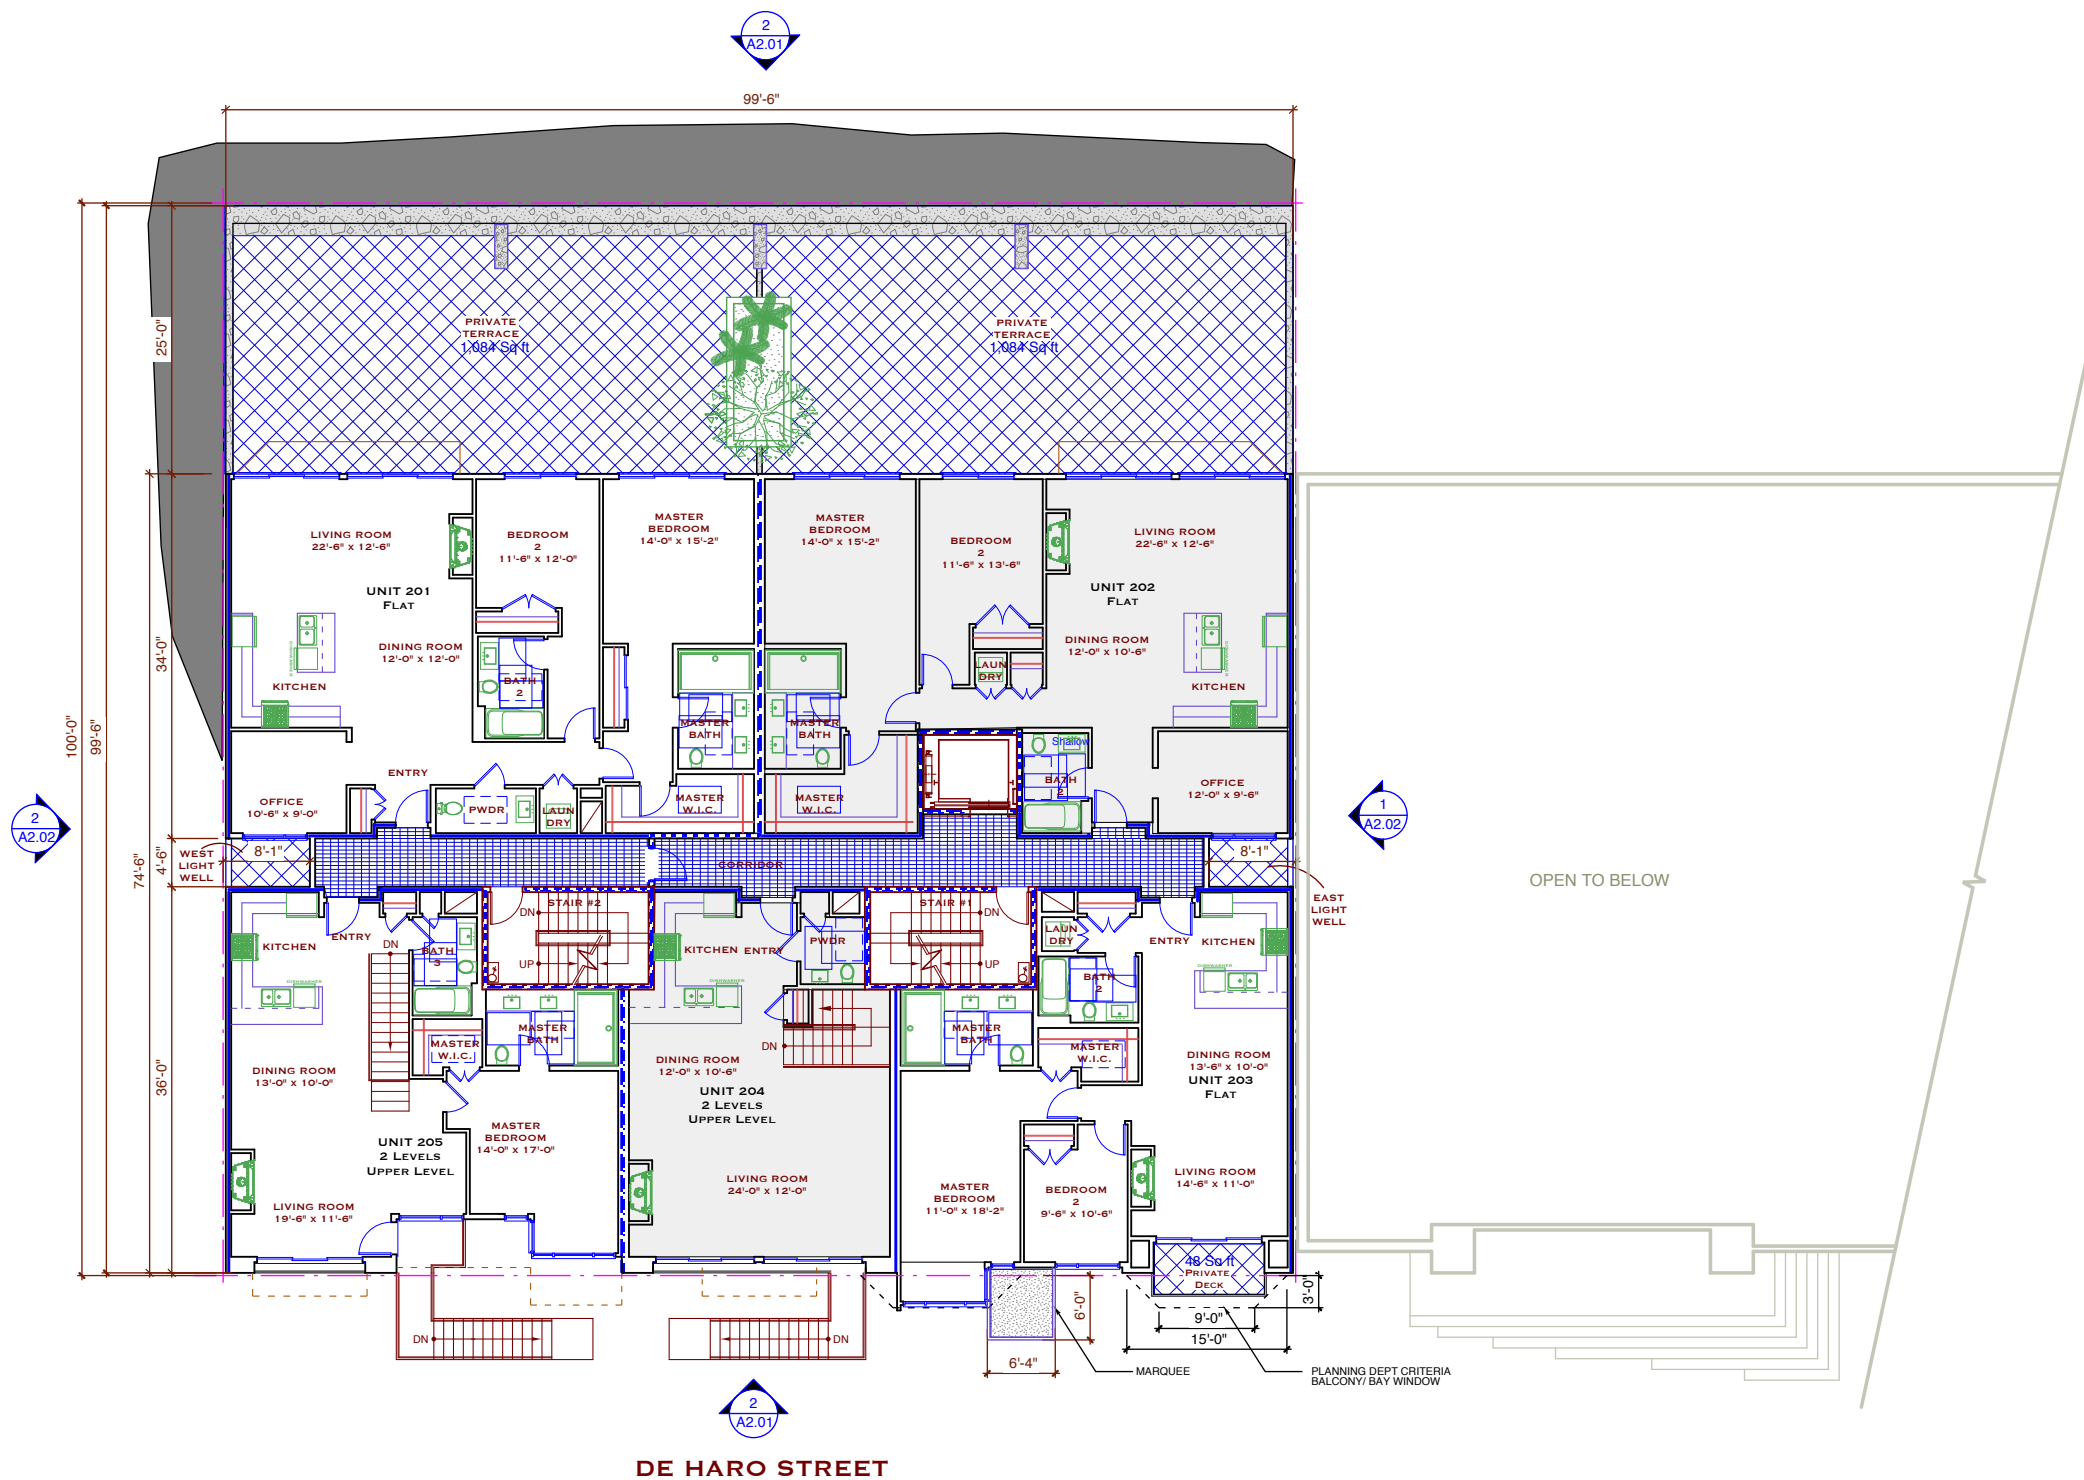 2
A2.01
99'-6"
100'-0"
99'-6"
25'-0"
74'-6"
34'-0"
4'-6"
36'-0"
PRIVATE
TERRACE
1,084 Sq ft
PRIVATE
TERRACE
1,084 Sq ft
LIVING ROOM
22'-6" x 12'-6"
UNIT 201
FLAT
DINING ROOM
12'-0" x 12'-0"
KITCHEN
BEDROOM
2
11'-6" x 12'-0"
BATH
2
MASTER
BEDROOM
14'-0" x 15'-2"
MASTER
BATH
MASTER
W.I.C.
ENTRY
OFFICE
10'-6" x 9'-0"
PWDR
LAUN
DRY
MASTER
BEDROOM
14'-0" x 15'-2"
MASTER
BATH
MASTER
W.I.C.
BEDROOM
2
11'-6" x 13'-6"
LAUN
DRY
LIVING ROOM
22'-6" x 12'-6"
UNIT 202
FLAT
DINING ROOM
12'-0" x 10'-6"
KITCHEN
Shallow
BATH
2
OFFICE
12'-0" x 9'-6"
2
A2.02
1
A2.02
WEST
LIGHT
WELL
8'-1"
CORRIDOR
8'-1"
EAST
LIGHT
WELL
OPEN TO BELOW
KITCHEN
ENTRY
DN
BATH
3
DISHWASHER
STAIR #2
DN
UP
MASTER
W.I.C.
MASTER
BATH
DINING ROOM
13'-0" x 10'-0"
UNIT 205
2 LEVELS
UPPER LEVEL
MASTER
BEDROOM
14'-0" x 17'-0"
LIVING ROOM
19'-6" x 11'-6"
KITCHEN
ENTRY
PWDR
DISHWASHER
DN
DINING ROOM
12'-0" x 10'-6"
UNIT 204
2 LEVELS
UPPER LEVEL
LIVING ROOM
24'-0" x 12'-0"
STAIR #1
DN
UP
LAUN
DRY
ENTRY
KITCHEN
DISHWASHER
BATH
2
MASTER
BATH
MASTER
W.I.C.
DINING ROOM
13'-6" x 10'-0"
UNIT 203
FLAT
LIVING ROOM
14'-6" x 11'-0"
MASTER
BEDROOM
11'-0" x 18'-2"
BEDROOM
2
9'-6" x 10'-6"
48 Sq ft
PRIVATE
DECK
3'-0"
6'-0"
9'-0"
15'-0"
6'-4"
DN
DN
MARQUEE
PLANNING DEPT CRITERIA
BALCONY/ BAY WINDOW
2
A2.01
DE HARO STREET